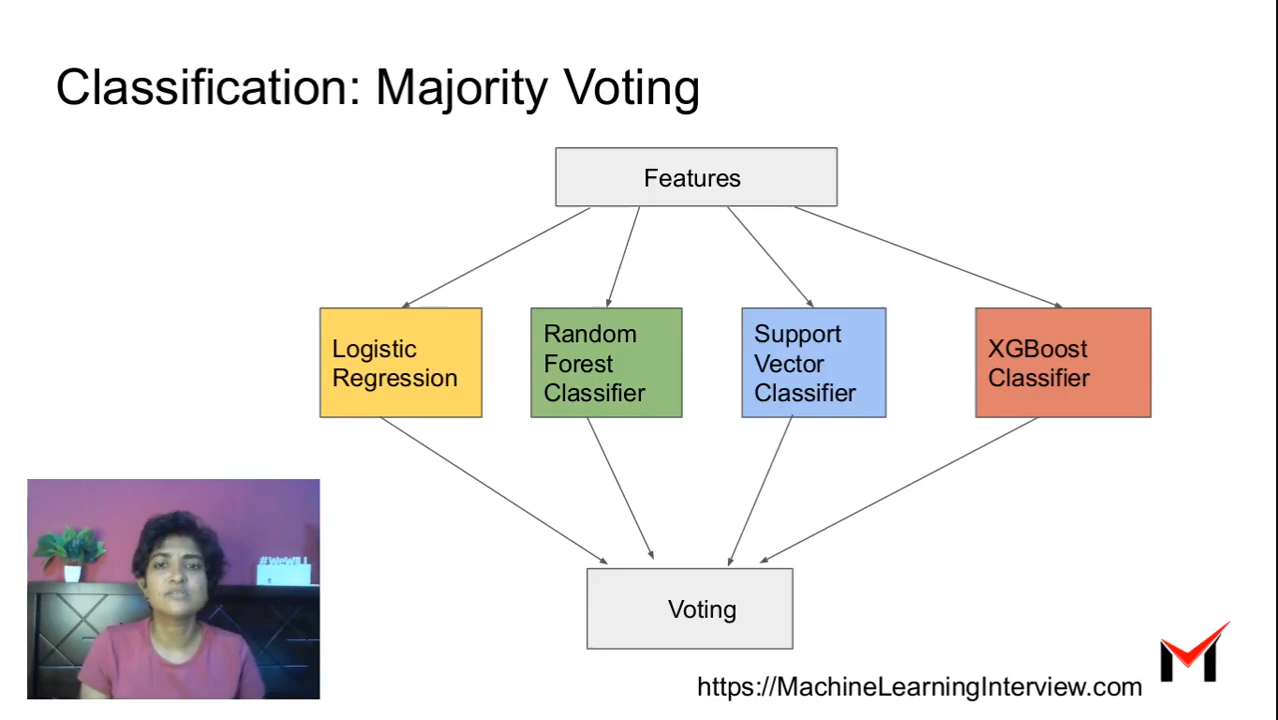 Classification: Majority Voting
Features
Logistic
Regression
Random
Forest
Classifier
Support
Vector
Classifier
XGBoost
Classifier
Voting
https://MachineLearningInterview.com